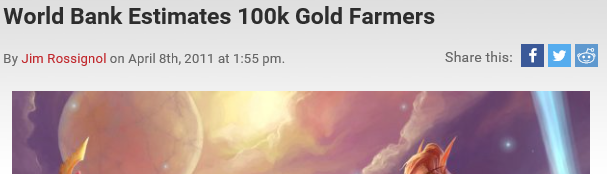 World Bank Estimates 100k Gold Farmers
By Jim Rossignol on April 8th, 2011 at 1:55 pm.
Share this: